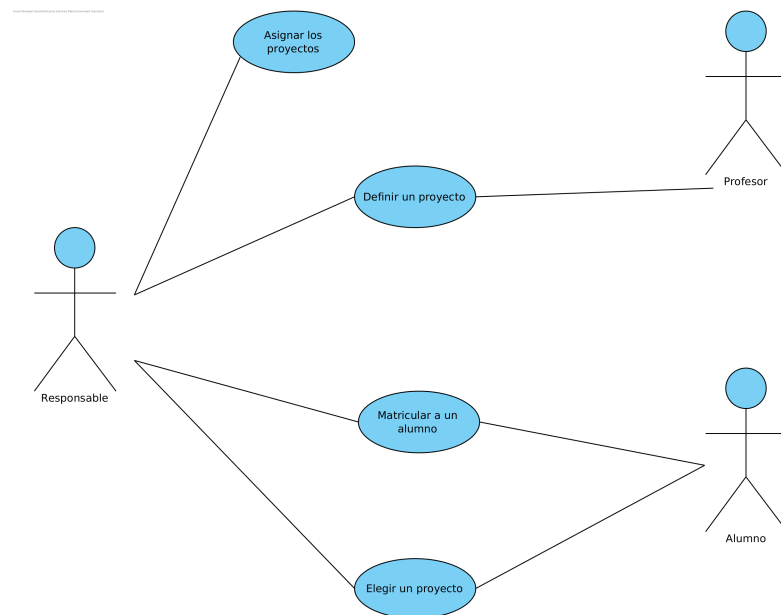 Asignar los
proyectos
Profesor
Definir un proyecto
Responsable
Matricular a un
alumno
Alumno
Elegir un proyecto